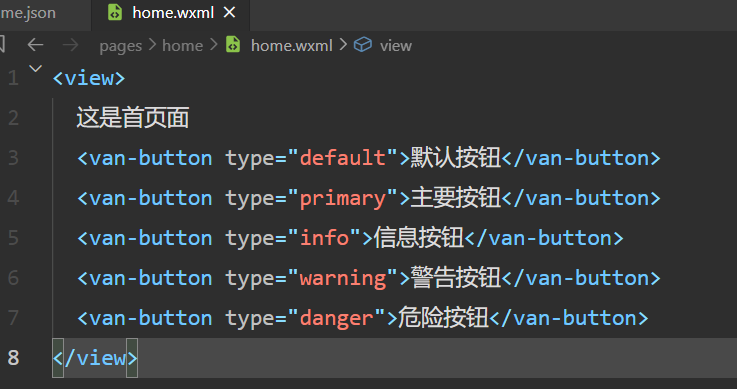 me.json home.wxml
pages home home.wxml view
1 <view>
2 这是首页面
3 <van-button type="default">默认按钮</van-button>
4 <van-button type="primary">主要按钮</van-button>
5 <van-button type="info">信息按钮</van-button>
6 <van-button type="warning">警告按钮</van-button>
7 <van-button type="danger">危险按钮</van-button>
8 </view>